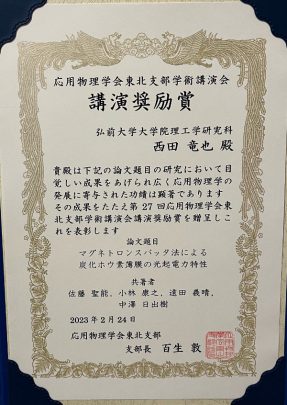 応用物理学会東北支部学術講演会
講演奨励賞
弘前大学大学院理工学研究科
西田 竜也 殿
貴殿は下記の論文題目の研究において目
覚しい成果をあげられ広く応用物理学の
発展に寄与された功績は顕著であります
その成果をたたえ第27回応用物理学会東
北支部学術講演会講演奨励賞を贈呈しこ
れを表彰します
論文題目
マグネトロンスパッタ法による
炭化ホウ素薄膜の光起電力特性
共著者
佐藤 聖能、小林 康之、遠田 義晴、
中澤 日出樹
2023年2月24日
応用物理学会東北支部
支部長 百生 敦